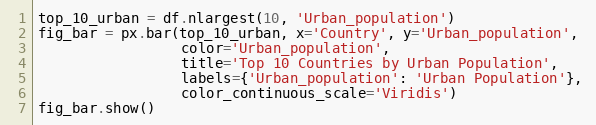 1 top_10_urban = df.nlargest(10, 'Urban_population')
2 fig_bar = px.bar(top_10_urban, x='Country', y='Urban_population',
3                  color='Urban_population',
4                  title='Top 10 Countries by Urban Population',
5                  labels={'Urban_population': 'Urban Population'},
6                  color_continuous_scale='Viridis')
7 fig_bar.show()